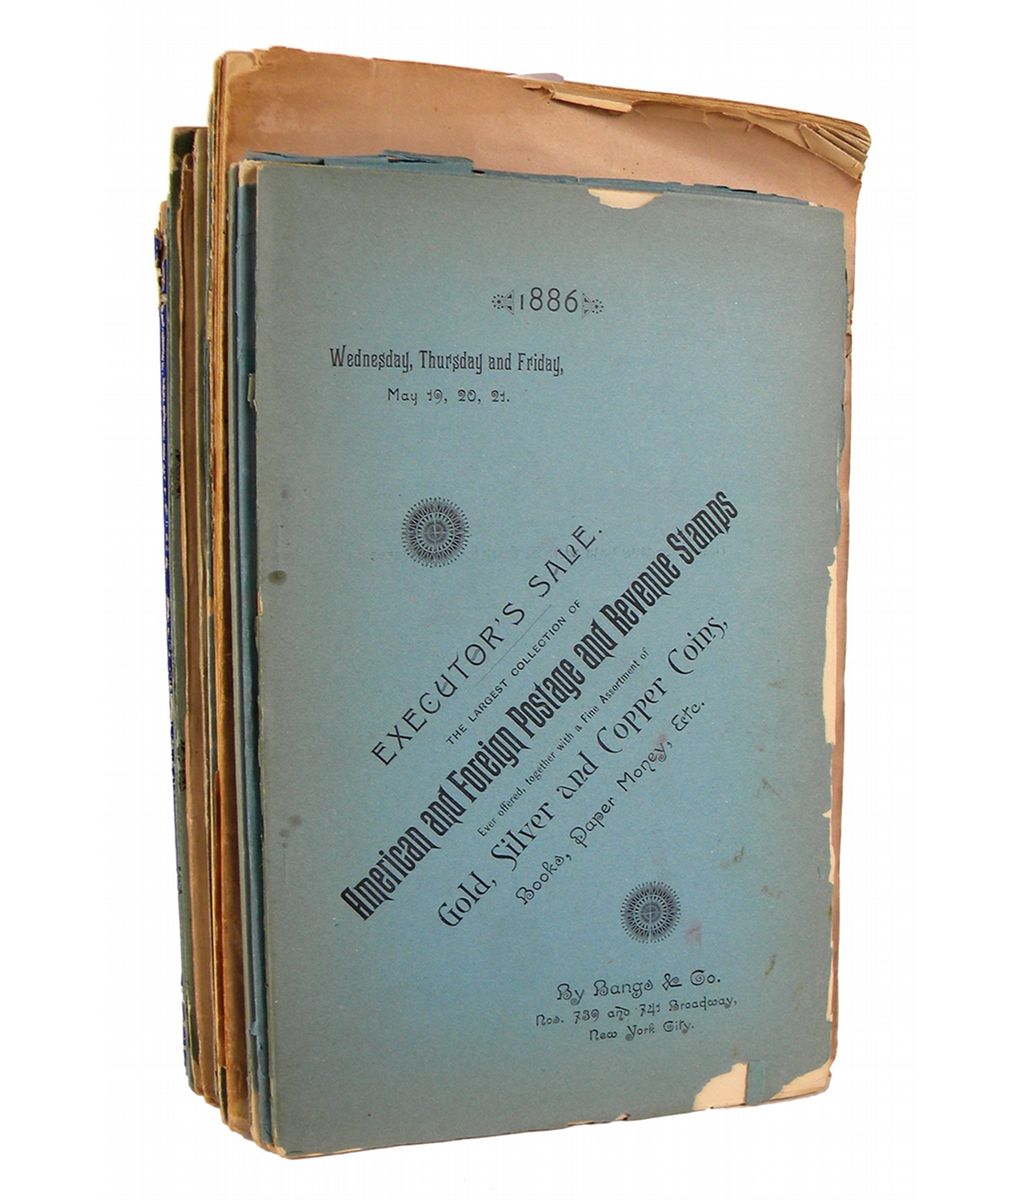 1886
Wednesday, Thursday and Friday,
May 19, 20, 21.
EXECUTOR'S SALE.
THE LARGEST COLLECTION OF
American and Foreign Postage and Revenue Stamps
Ever offered, together with a Fine Assortment of
Gold, Silver and Copper Coins,
Books, Paper Money, &c.
By Bangs & Co.
Nos. 739 and 741 Broadway,
New York City.